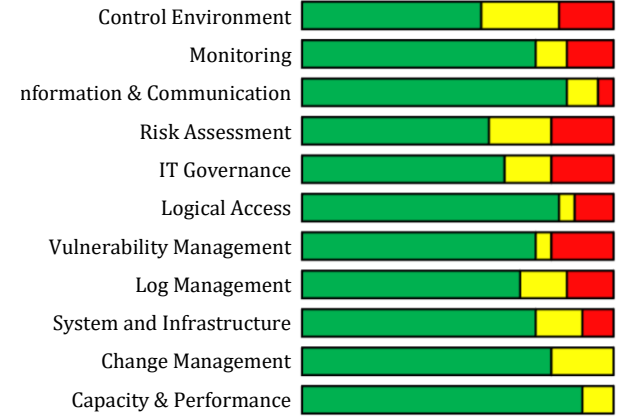 Control Environment
Monitoring
nformation & Communication
Risk Assessment
IT Governance
Logical Access
Vulnerability Management
Log Management
System and Infrastructure
Change Management
Capacity & Performance